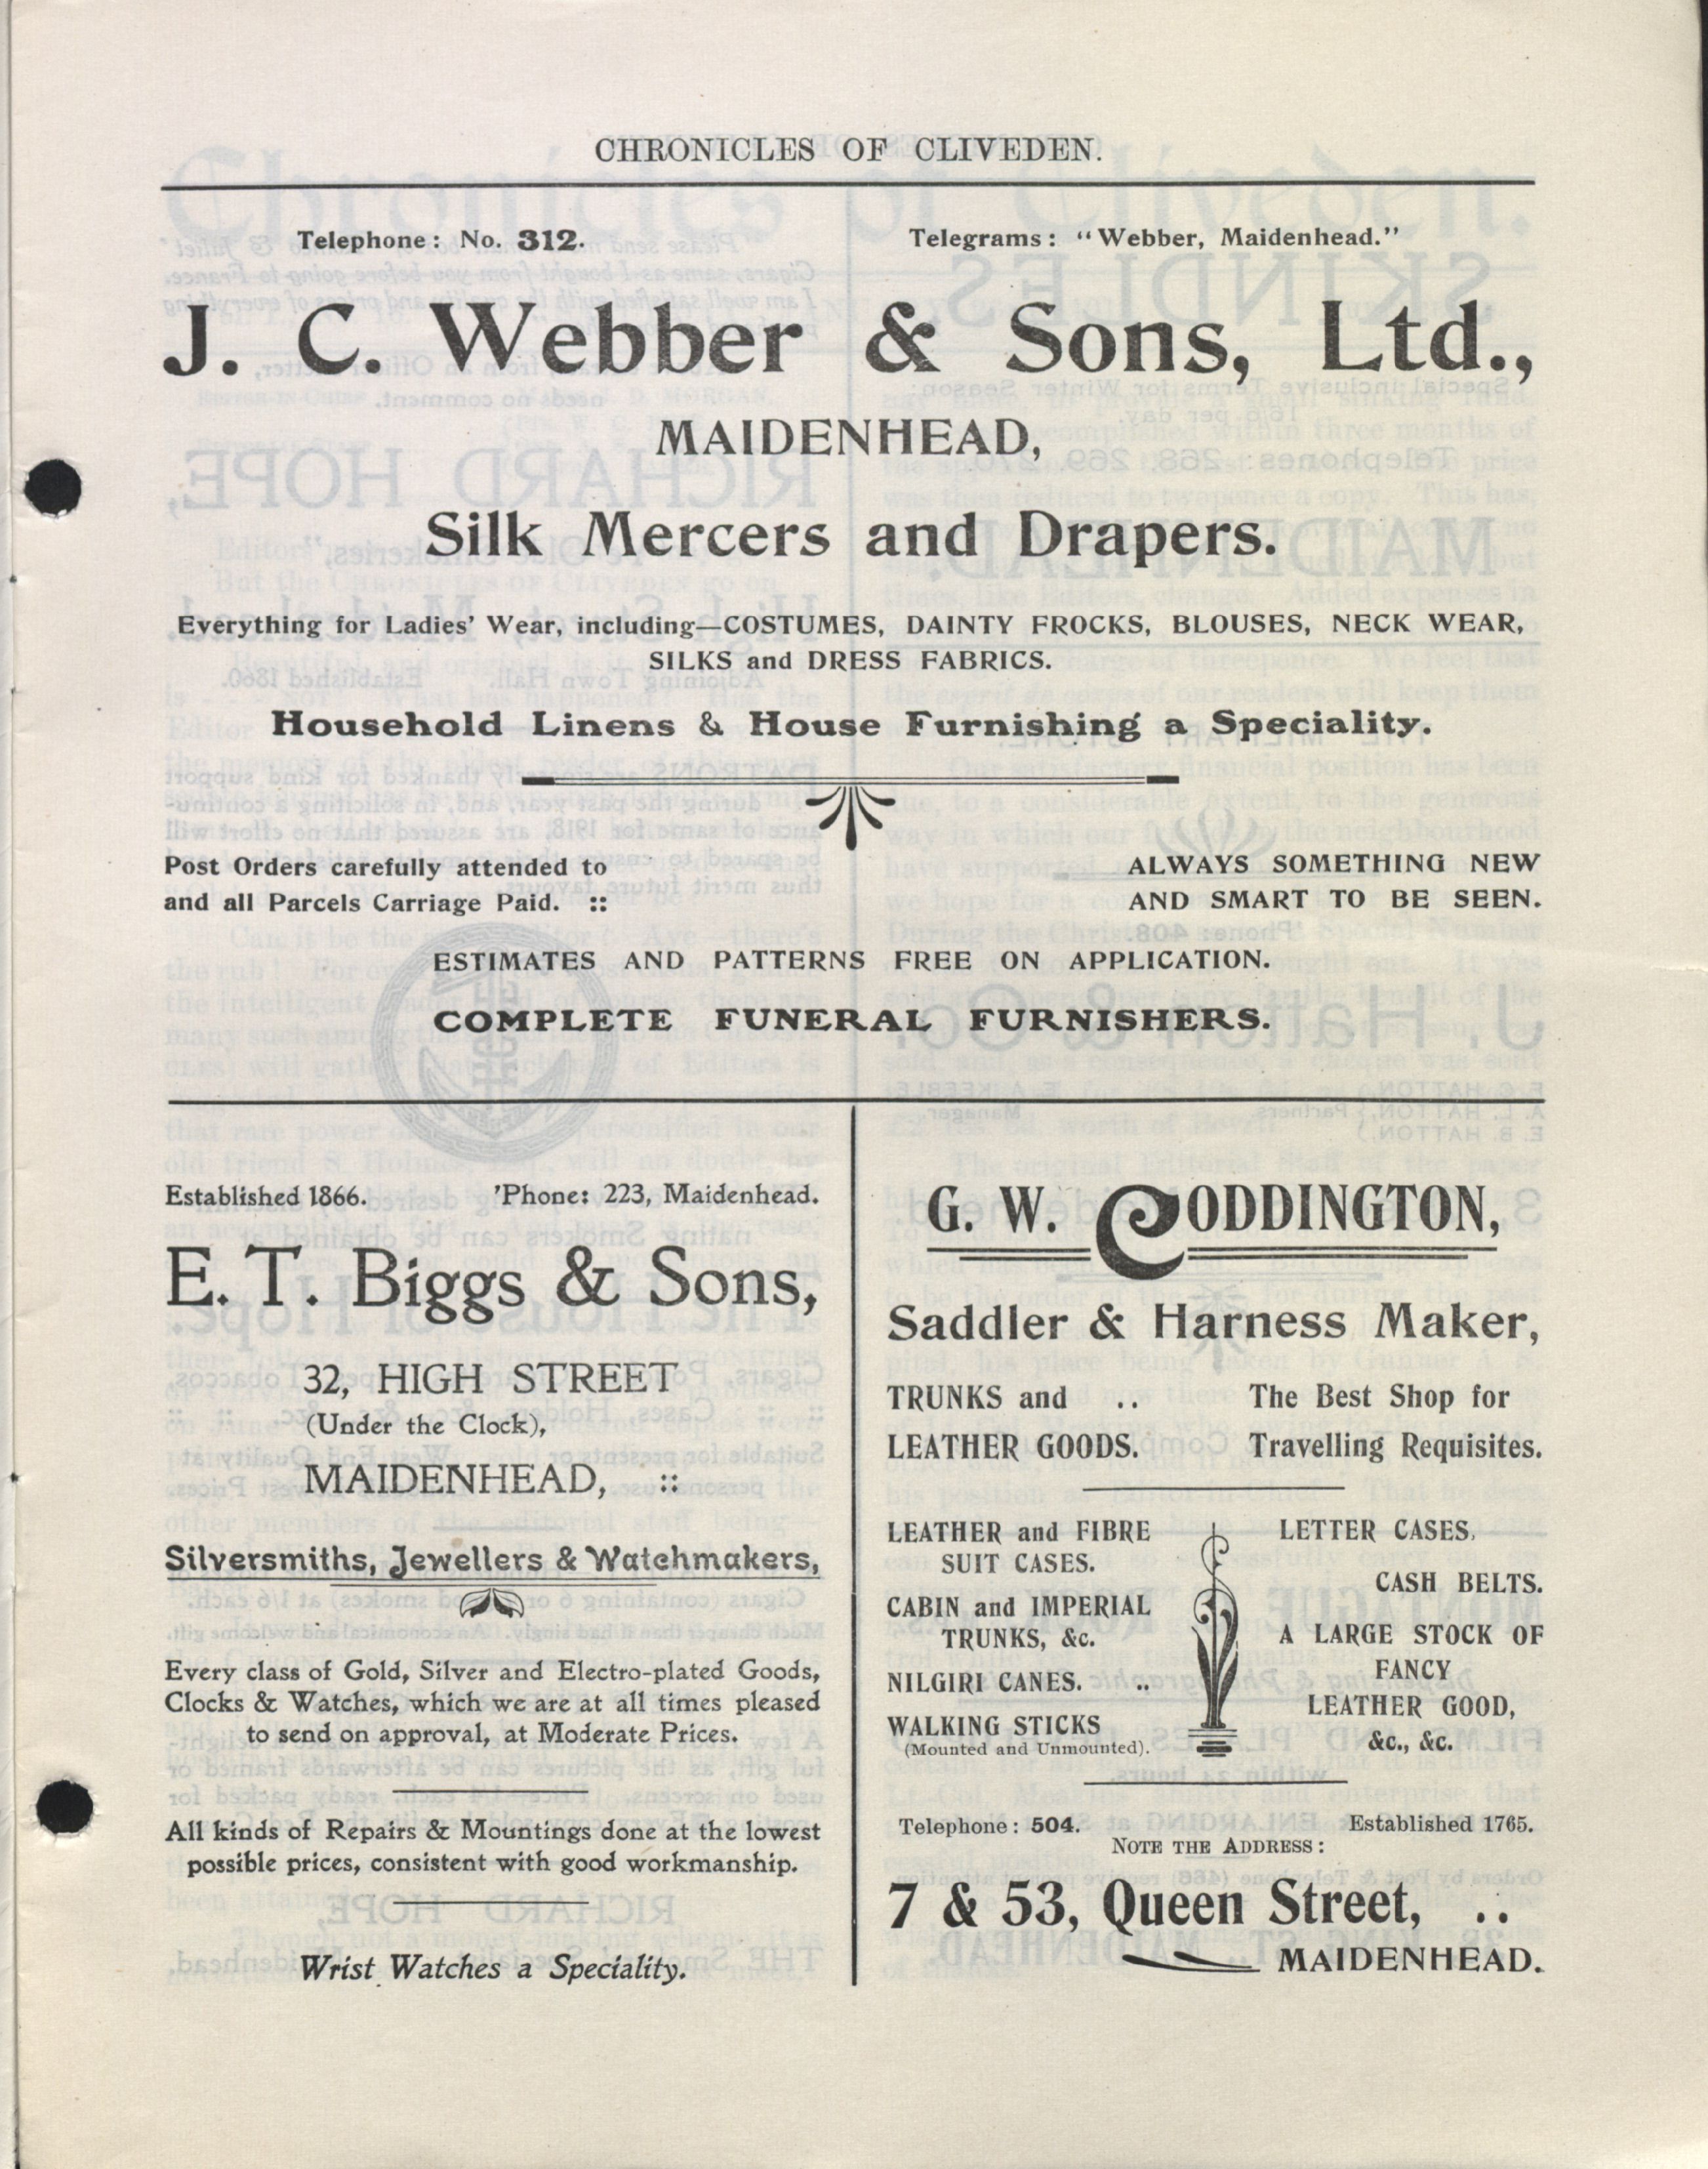 CHRONICLES OF CLIVEDEN.
Telephone: No. 312.
Telegrams: "Webber, Maidenhead."
J. C. Webber & Sons, Ltd.,
MAIDENHEAD,
Silk Mercers and Drapers.
Everything for Ladies' Wear, including—COSTUMES, DAINTY FROCKS, BLOUSES, NECK WEAR,
SILKS and DRESS FABRICS.
Household Linens & House Furnishing a Speciality.
Post Orders carefully attended to
and all Parcels Carriage Paid. ::
ALWAYS SOMETHING NEW
AND SMART TO BE SEEN.
ESTIMATES AND PATTERNS FREE ON APPLICATION.
COMPLETE FUNERAL FURNISHERS.
Established 1866. 'Phone: 223, Maidenhead.
E. T. Biggs & Sons,
32, HIGH STREET
(Under the Clock),
MAIDENHEAD, ::
Silversmiths, Jewellers & Watchmakers,
Every class of Gold, Silver and Electro-plated Goods,
Clocks & Watches, which we are at all times pleased
to send on approval, at Moderate Prices.
All kinds of Repairs & Mountings done at the lowest
possible prices, consistent with good workmanship.
Wrist Watches a Speciality.
G. W. CODDINGTON,
Saddler & Harness Maker,
TRUNKS and ..
LEATHER GOODS.
The Best Shop for
Travelling Requisites.
LEATHER and FIBRE
SUIT CASES.
CABIN and IMPERIAL
TRUNKS, &c.
NILGIRI CANES. ..
WALKING STICKS
(Mounted and Unmounted).
LETTER CASES,
CASH BELTS.
A LARGE STOCK OF
FANCY
LEATHER GOOD,
&c., &c.
Telephone: 504. Established 1765.
NOTE THE ADDRESS:
7 & 53, Queen Street, ..
MAIDENHEAD.